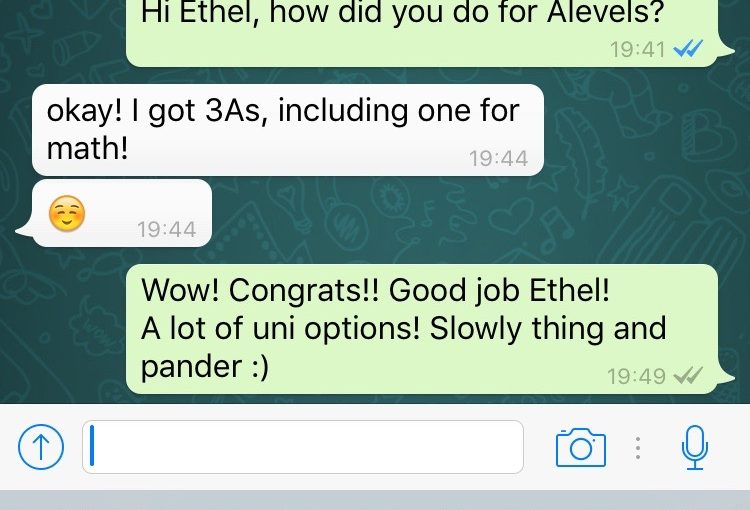 Hi Ethel, how did you do for Alevels?
19:41
okay! I got 3As, including one for
math!
19:44
☺️
19:44
Wow! Congrats!! Good job Ethel!
A lot of uni options! Slowly thing and
pander :)
19:49